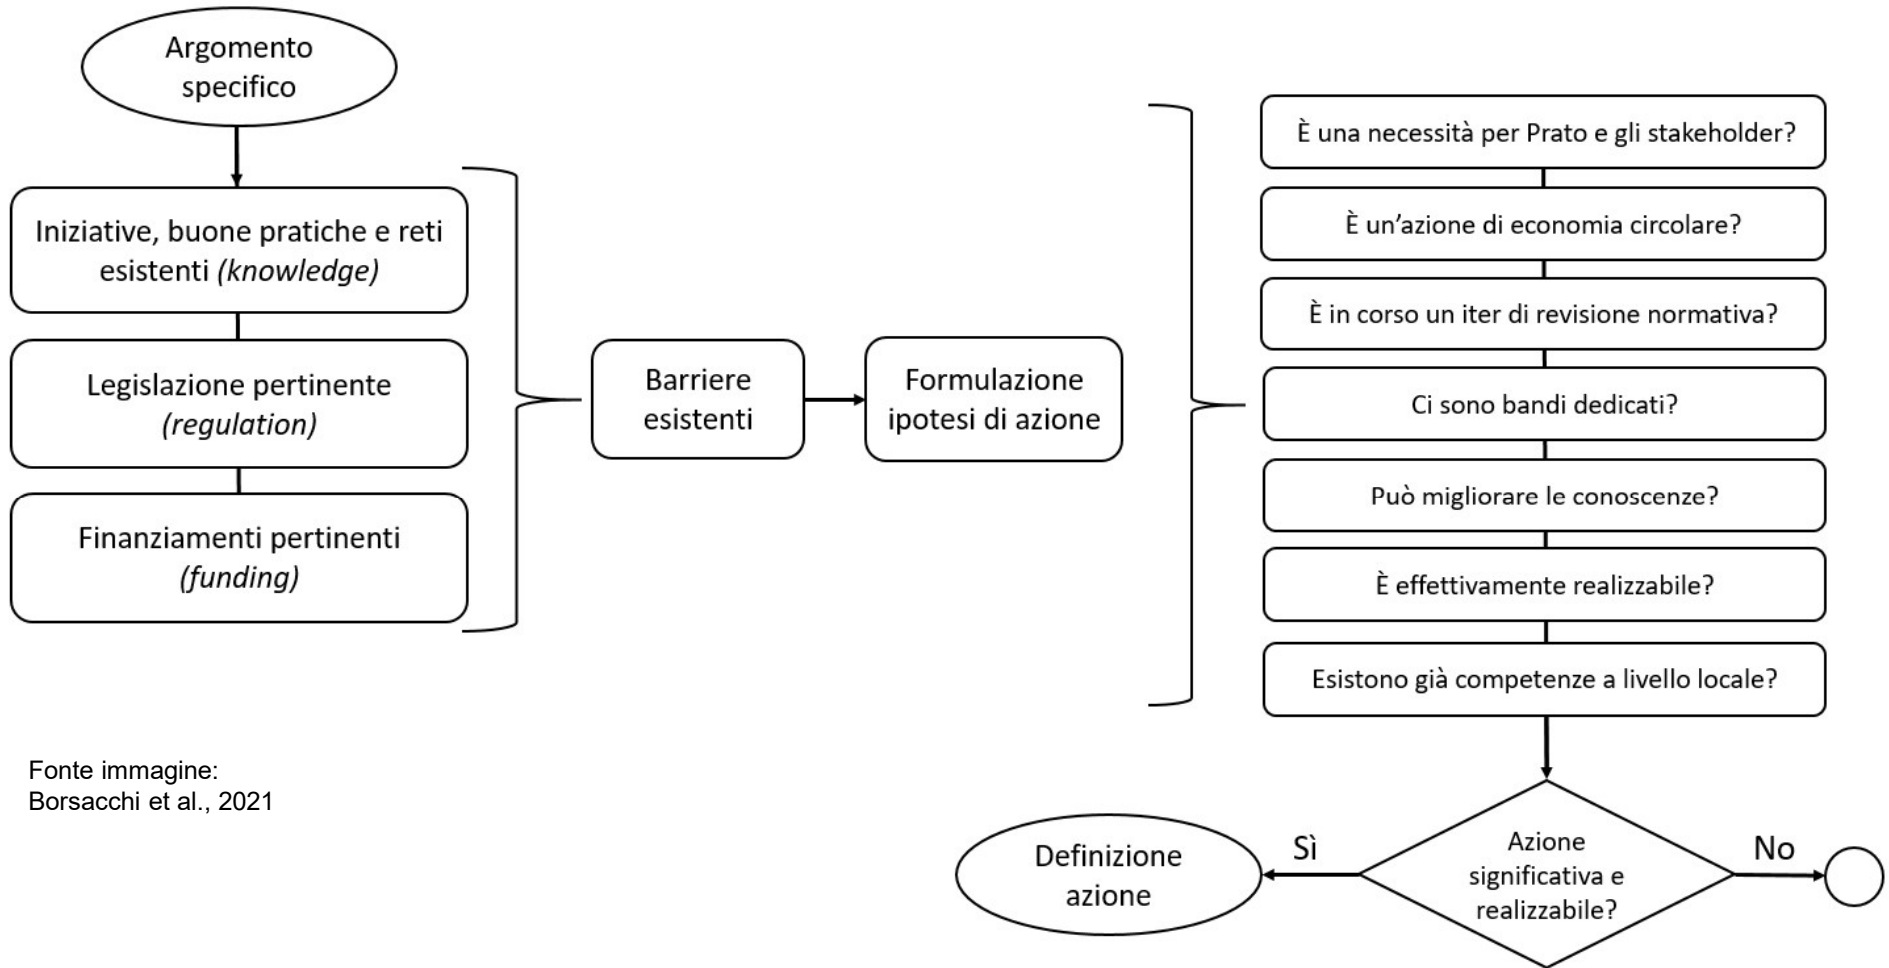 Argomento
specifico
Iniziative, buone pratiche e reti
esistenti (knowledge)
Legislazione pertinente
(regulation)
Finanziamenti pertinenti
(funding)
Barriere
esistenti
Formulazione
ipotesi di azione
È una necessità per Prato e gli stakeholder?
È un’azione di economia circolare?
È in corso un iter di revisione normativa?
Ci sono bandi dedicati?
Può migliorare le conoscenze?
È effettivamente realizzabile?
Esistono già competenze a livello locale?
Azione
significativa e
realizzabile?
Sì
No
Definizione
azione
Fonte immagine:
Borsacchi et al., 2021